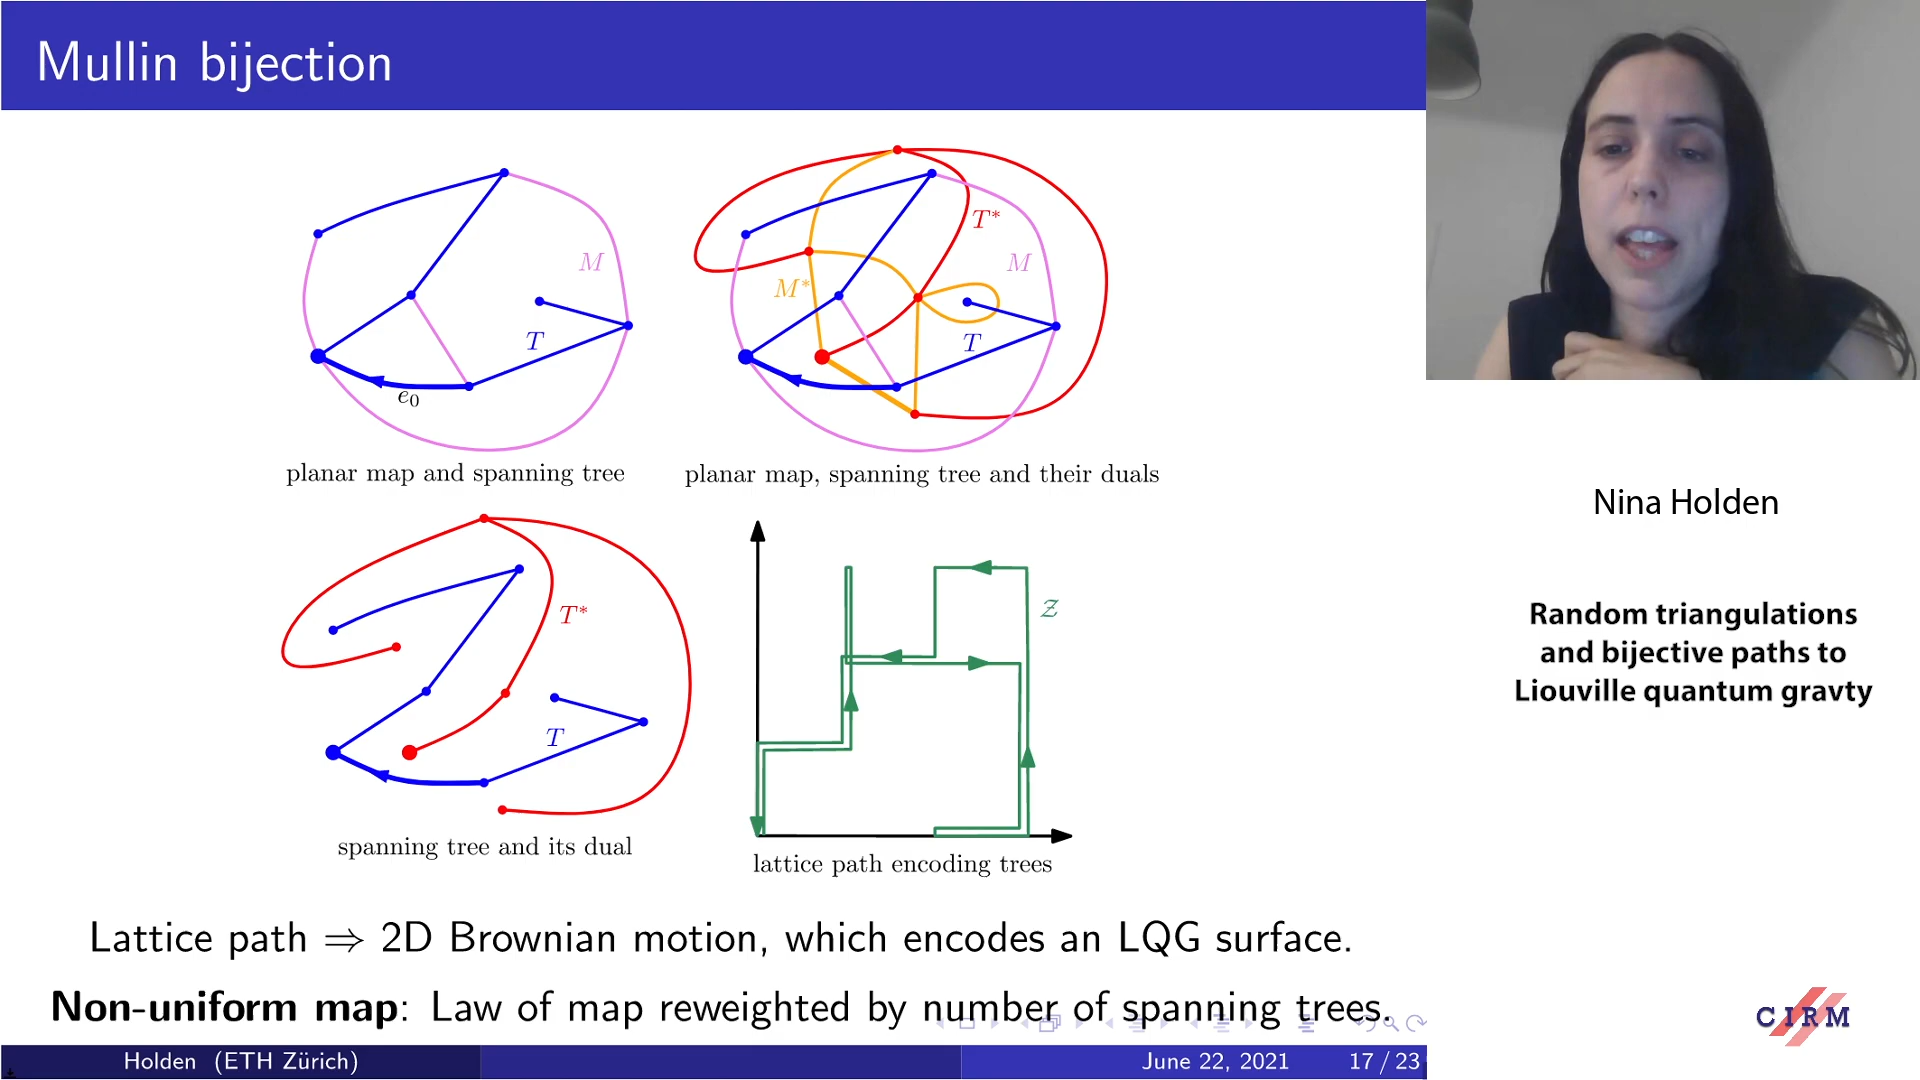 Mullin bijection
M
T
e₀
planar map and spanning tree
T*
M
M*
T
planar map, spanning tree and their duals
T*
T
spanning tree and its dual
Z
lattice path encoding trees
Lattice path ⇒ 2D Brownian motion, which encodes an LQG surface.
Non-uniform map: Law of map reweighted by number of spanning trees.
Holden (ETH Zürich)
June 22, 2021
17 / 23
Nina Holden
Random triangulations
and bijective paths to
Liouville quantum gravty
CIRM